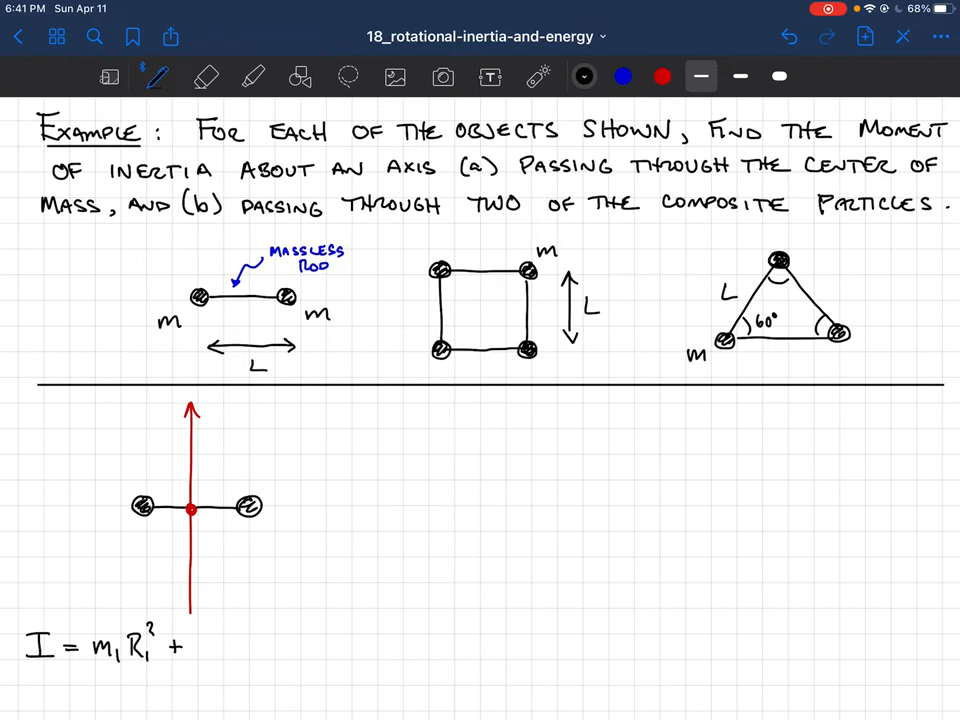 6:41 PM Sun Apr 11
68%
18_rotational-inertia-and-energy
T
EXAMPLE: FOR EACH OF THE OBJECTS SHOWN, FIND THE MOMENT
OF INERTIA ABOUT AN AXIS (a) PASSING THROUGH THE CENTER OF
MASS, AND (b) PASSING THROUGH TWO OF THE COMPOSITE PARTICLES.
MASSLESS
ROD
m
m
L
m
L
L
60°
m
I = m₁ R₁² +